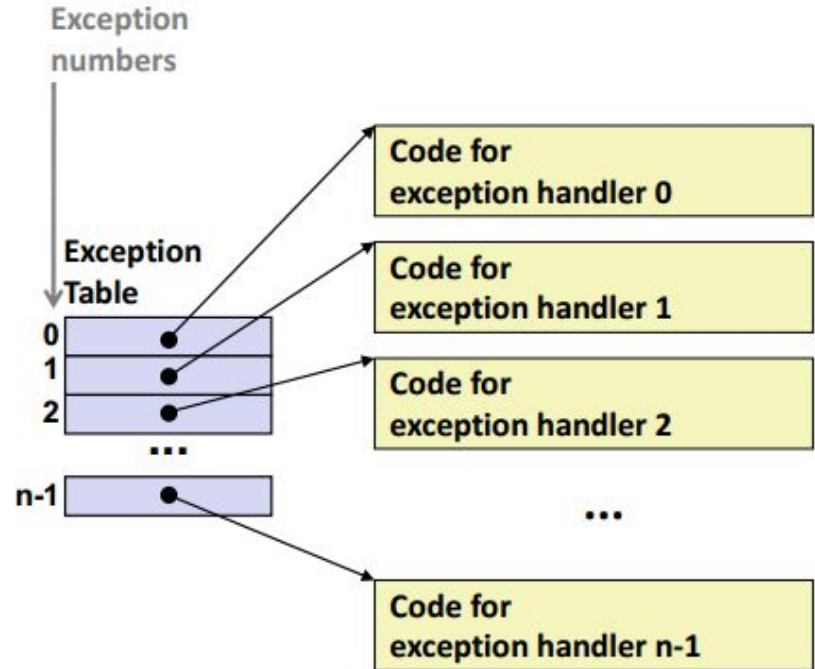 Exception
numbers
Exception
Table
0
1
2
...
n-1
Code for
exception handler 0
Code for
exception handler 1
Code for
exception handler 2
...
Code for
exception handler n-1